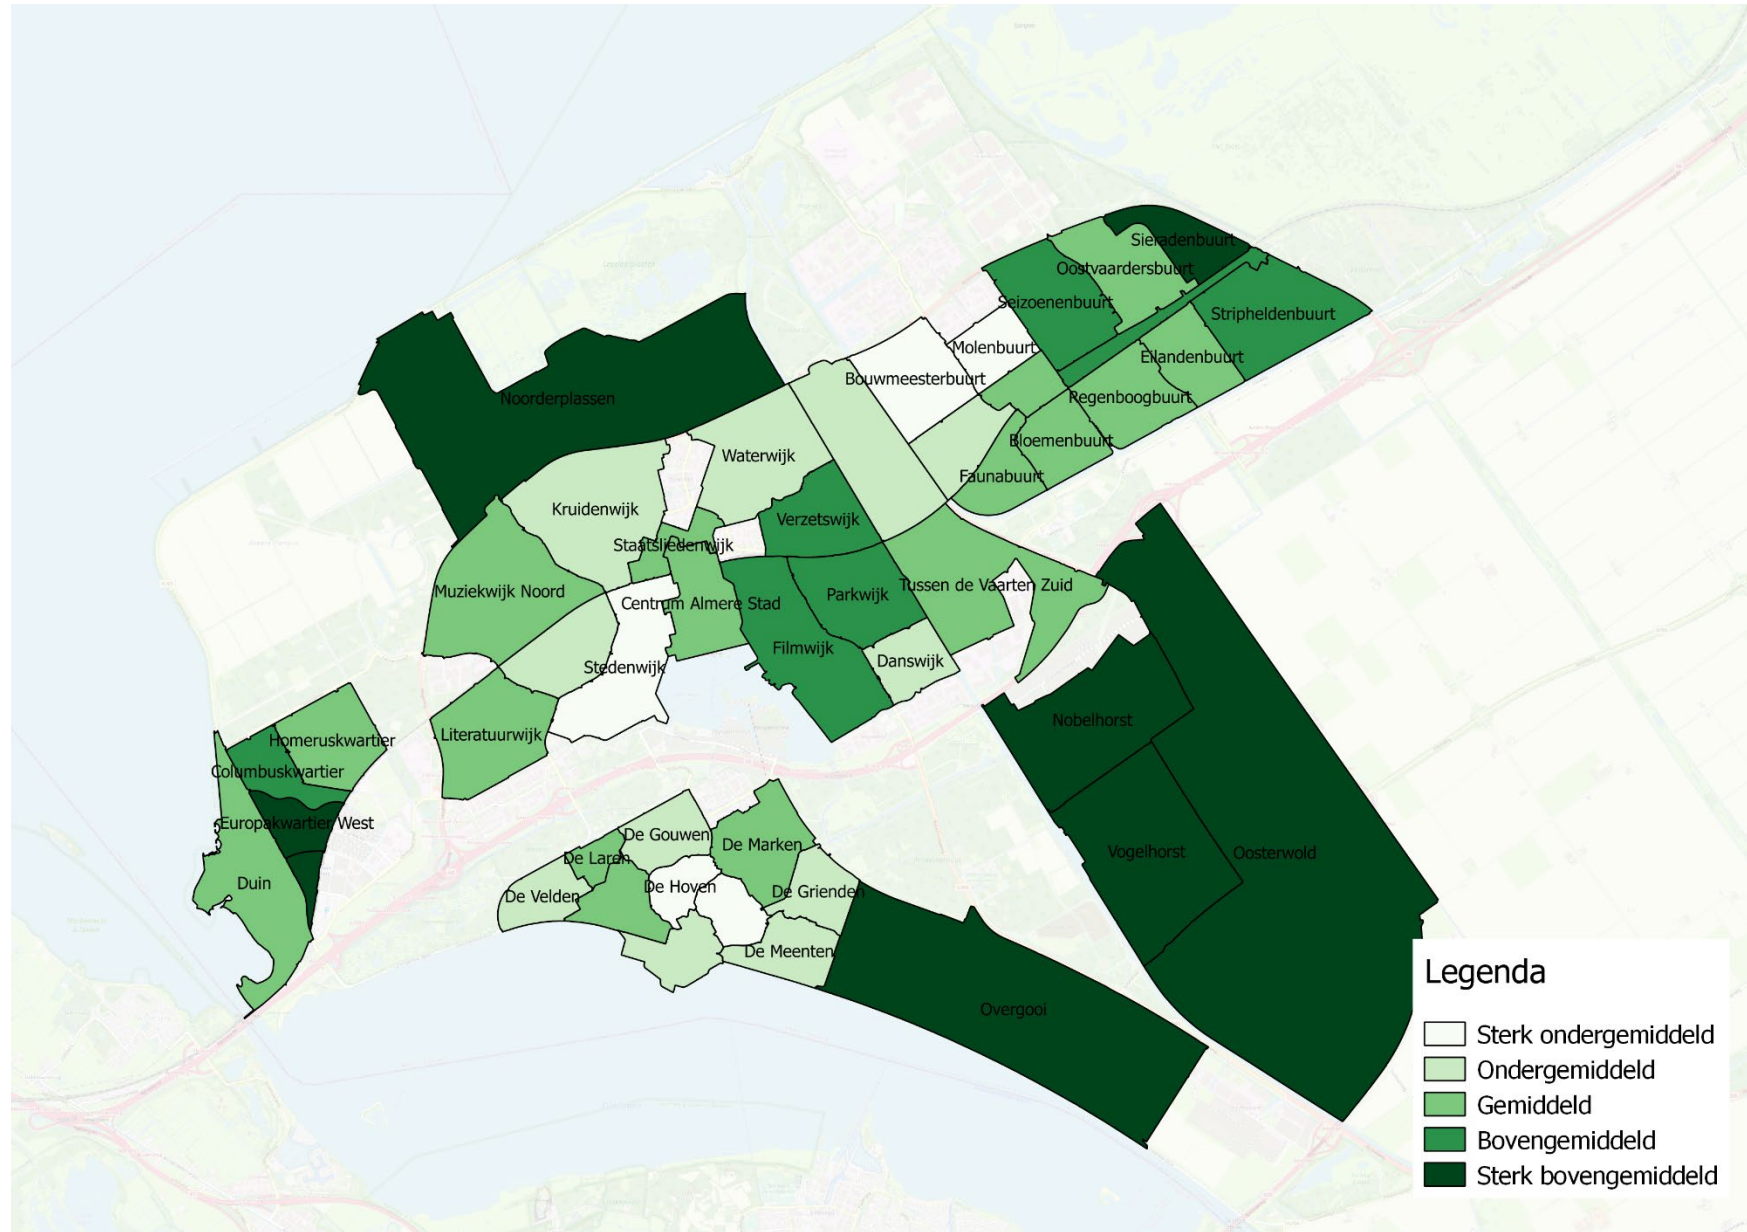 Sieradenbuurt
Oostvaardersbuurt
Seizoenenbuurt
Stripheldenbuurt
Molenbuurt
Eilandenbuurt
Bouwmeesterbuurt
Noorderplassen
Regenboogbuurt
Bloemenbuurt
Waterwijk
Faunabuurt
Kruidenwijk
Verzetswijk
Staatsliedenwijk
Muziekwijk Noord
Tussen de Vaarten Zuid
Parkwijk
Centrum Almere Stad
Filmwijk
Danswijk
Stedenwijk
Nobelhorst
Literatuurwijk
Homeruskwartier
Columbuskwartier
Europakwartier West
De Gouwen
De Marken
De Laren
Vogelhorst
Oosterwold
Duin
De Hoven
De Grienden
De Velden
De Meenten
Overgooi
Legenda
Sterk ondergemiddeld
Ondergemiddeld
Gemiddeld
Bovengemiddeld
Sterk bovengemiddeld